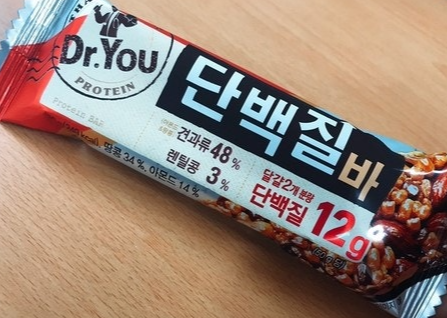 Dr.You
PROTEIN
단백질바
Protein BAR
견과류 48%
렌틸콩 3%
땅콩 34%, 아몬드 14%
달걀 2개 분량
단백질 12g